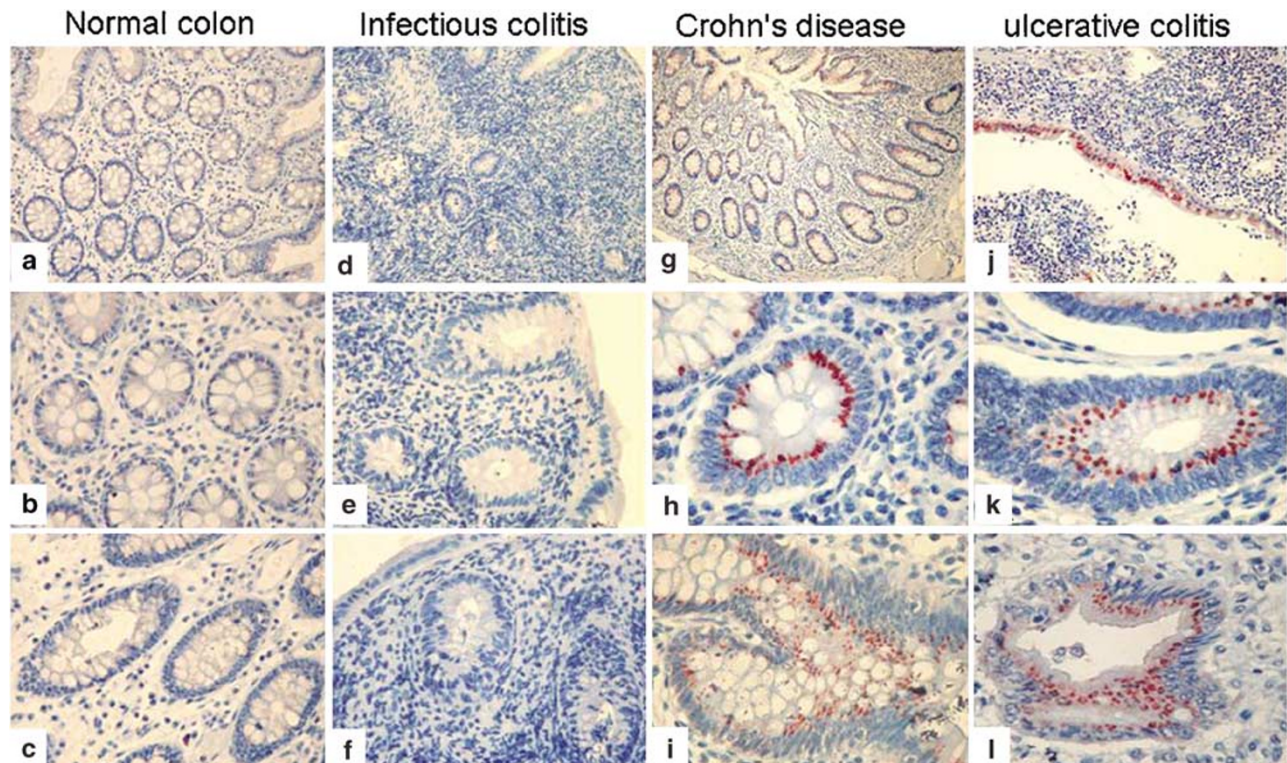 Normal colon Infectious colitis Crohn's disease ulcerative colitis
a d g j
b e h k
c f i l